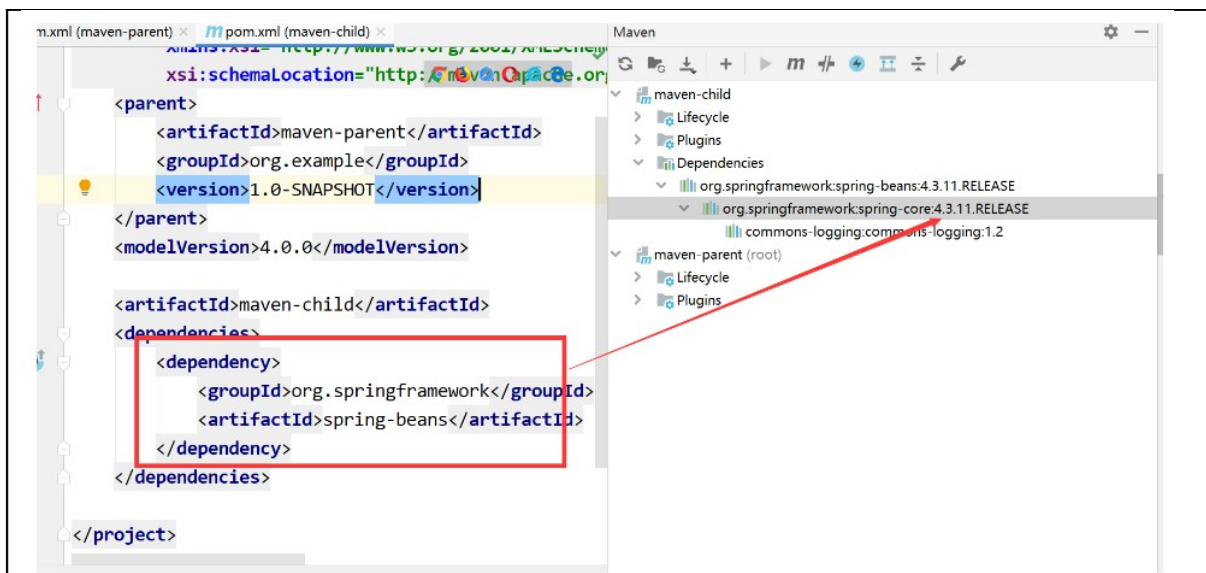 m.xml (maven-parent) × m pom.xml (maven-child) ×
xsi:schemaLocation="http:
<parent>
<artifactId>maven-parent</artifactId>
<groupId>org.example</groupId>
<version>1.0-SNAPSHOT</version>
</parent>
<modelVersion>4.0.0</modelVersion>
<artifactId>maven-child</artifactId>
<dependencies>
<dependency>
<groupId>org.springframework</groupId>
<artifactId>spring-beans</artifactId>
</dependency>
</dependencies>
</project>
Maven
maven-child
Lifecycle
Plugins
Dependencies
org.springframework:spring-beans:4.3.11.RELEASE
org.springframework:spring-core:4.3.11.RELEASE
commons-logging:commons-logging:1.2
maven-parent (root)
Lifecycle
Plugins